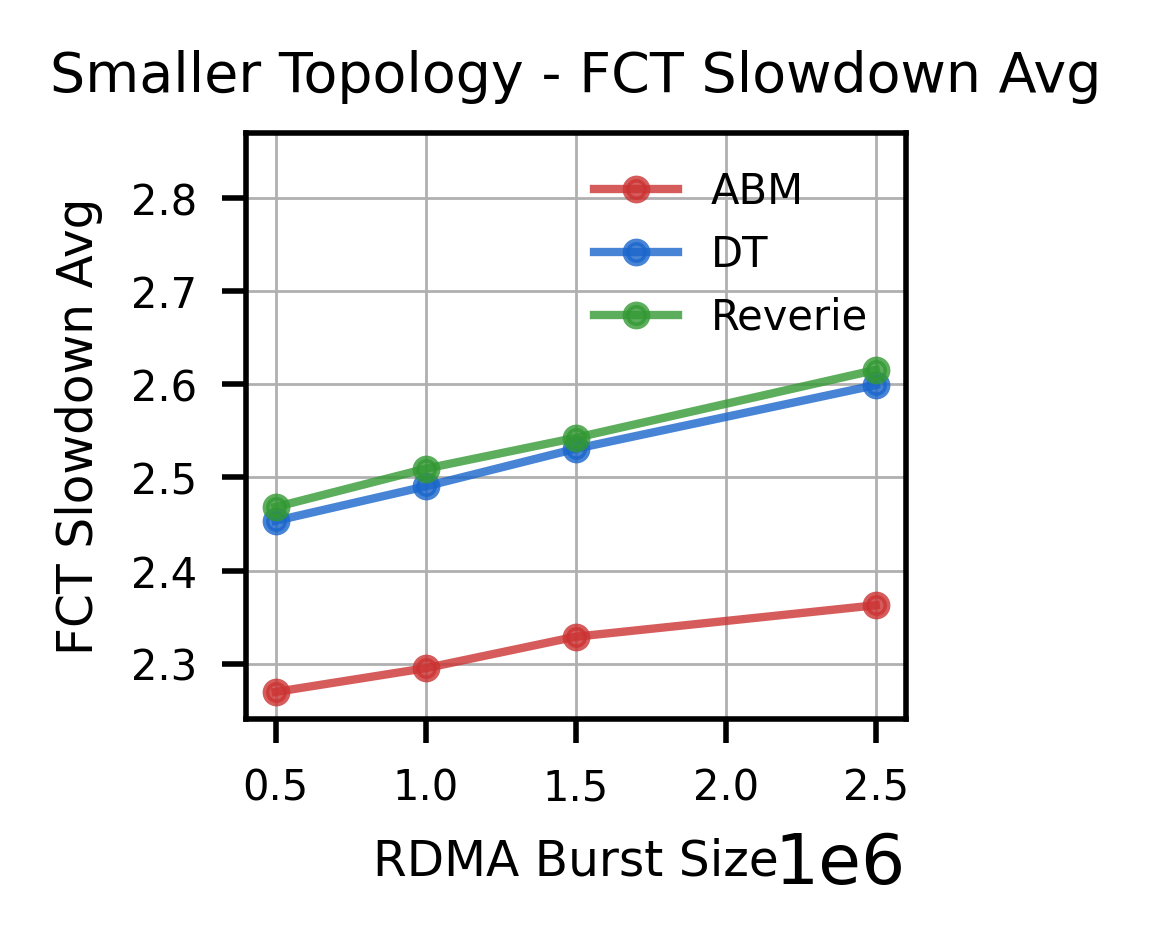 Smaller Topology - FCT Slowdown Avg
FCT Slowdown Avg
2.8
2.7
2.6
2.5
2.4
2.3
ABM
DT
Reverie
0.5 1.0 1.5 2.0 2.5
RDMA Burst Size 1e6